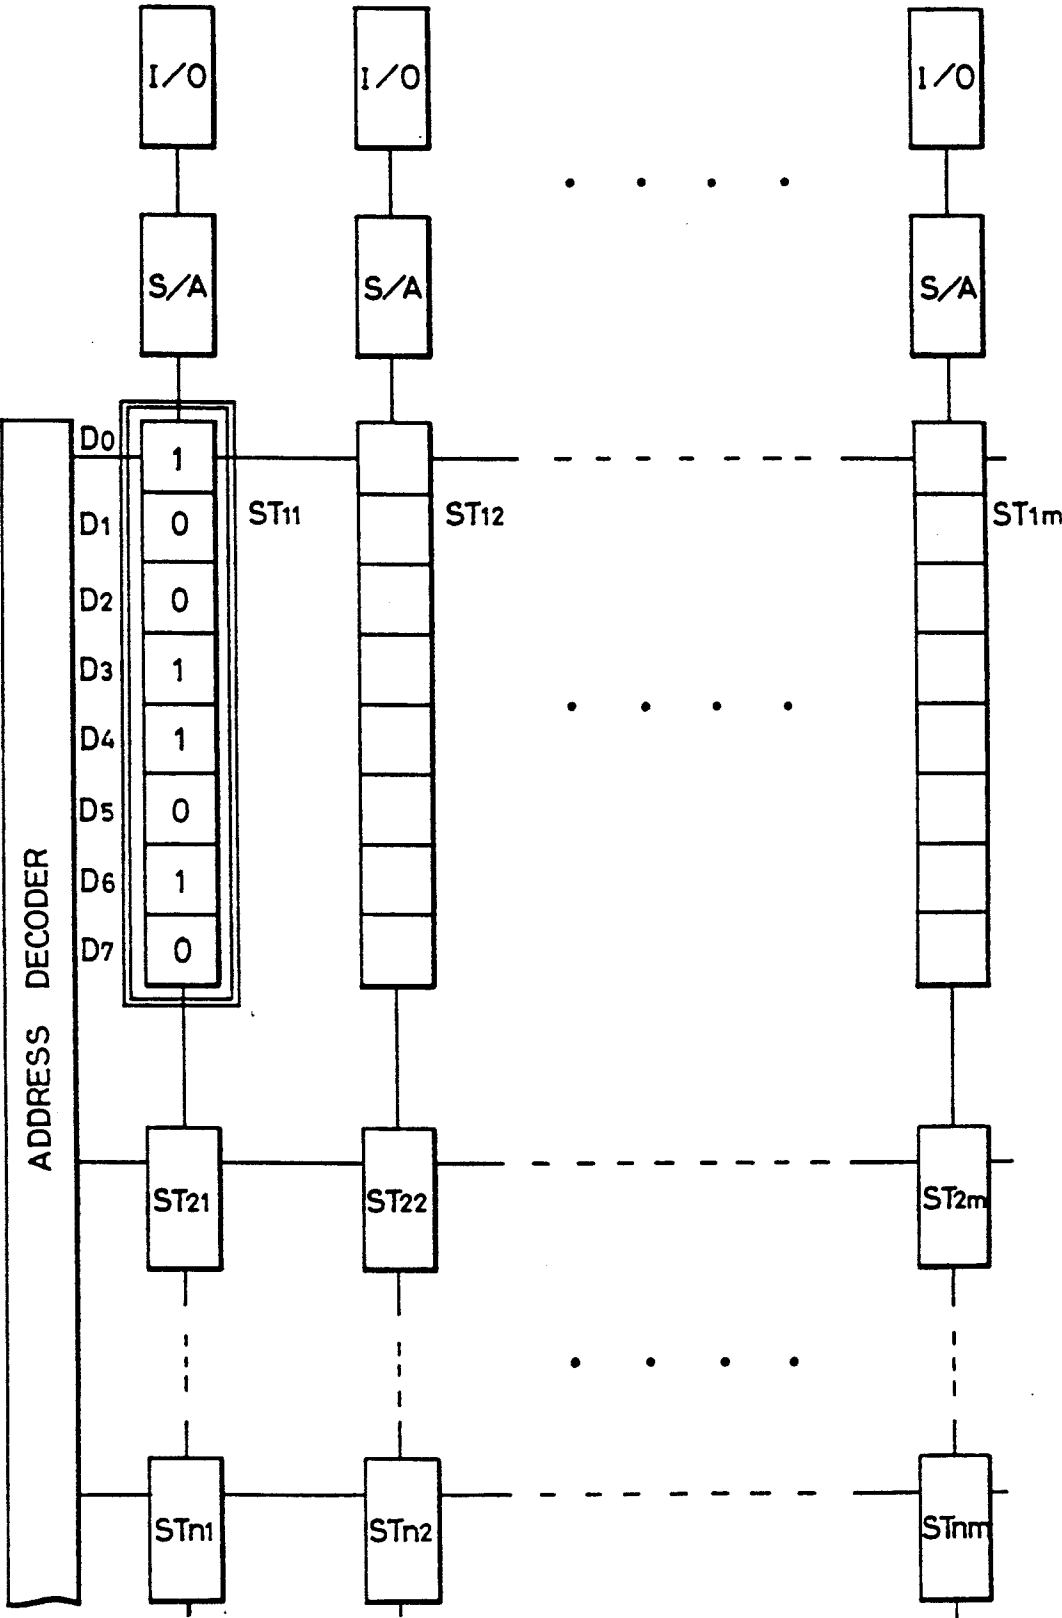 I/O I/O I/O
S/A S/A S/A
D0 1
ST11 ST12 ST1m
D1 0
D2 0
D3 1
D4 1
D5 0
D6 1
D7 0
ADDRESS DECODER
ST21 ST22 ST2m
STn1 STn2 STnm